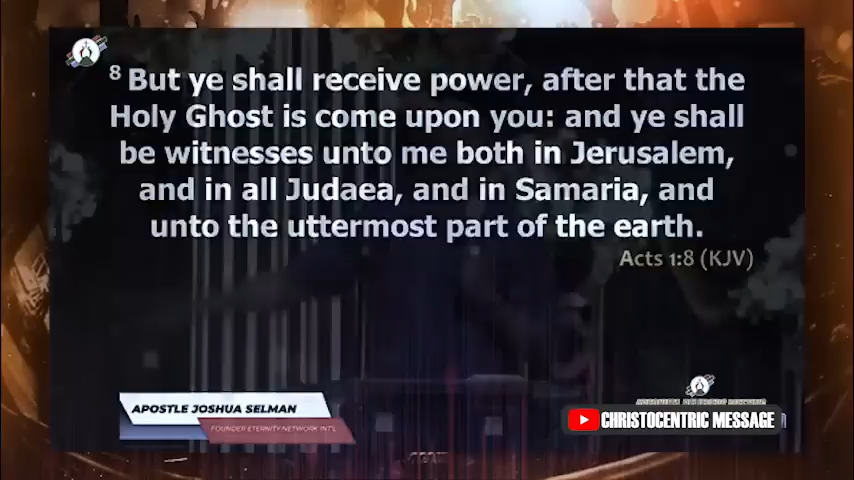 8 But ye shall receive power, after that the
Holy Ghost is come upon you: and ye shall
be witnesses unto me both in Jerusalem,
and in all Judaea, and in Samaria, and
unto the uttermost part of the earth.
Acts 1:8 (KJV)
APOSTLE JOSHUA SELMAN
FOUNDER ETERNITY NETWORK INT'L
CHRISTOCENTRIC MESSAGE